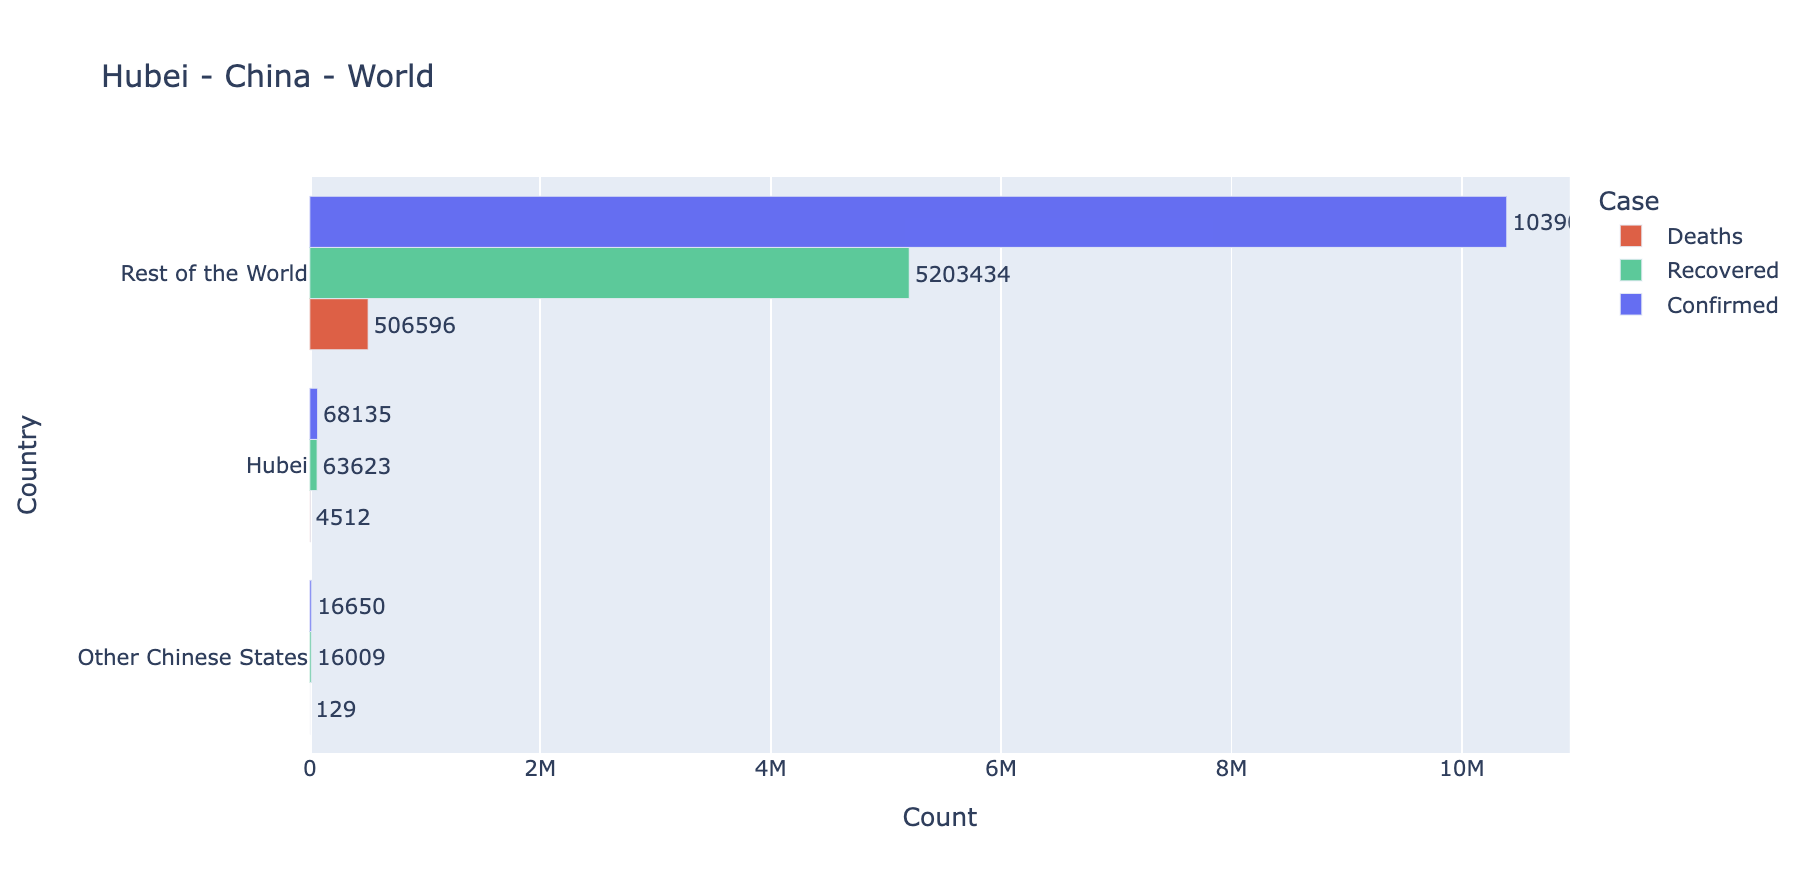 Hubei - China - World
Case
Deaths
Recovered
Confirmed
Country
Rest of the World
5203434
506596
Hubei
68135
63623
4512
Other Chinese States
16650
16009
129
0 2M 4M 6M 8M 10M
Count